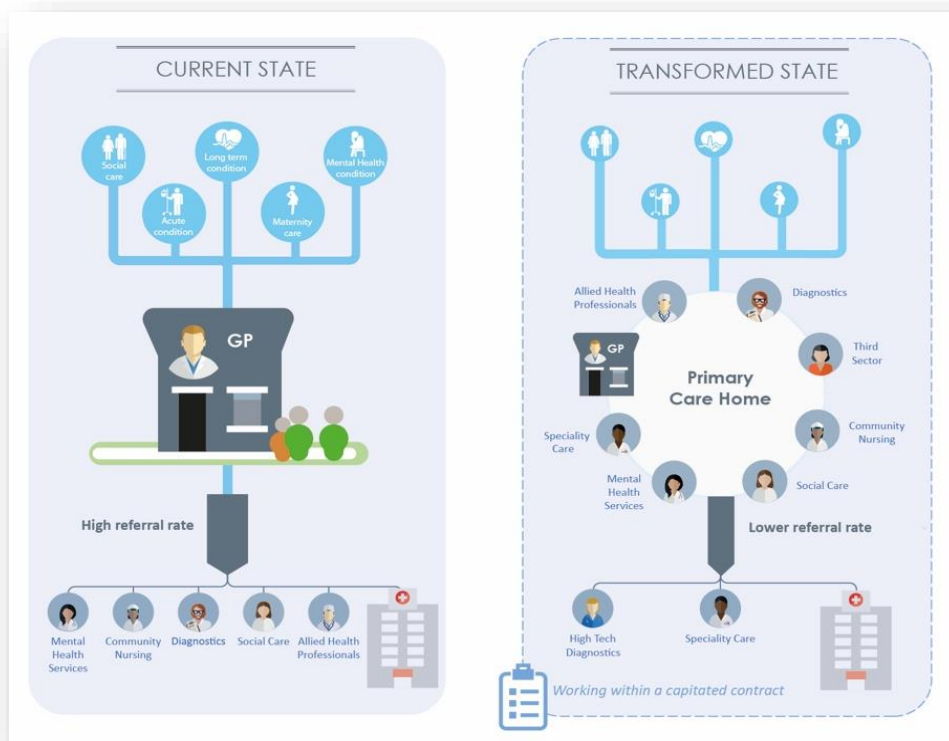 CURRENT STATE
Social
care
Long term
condition
Mental Health
condition
Acute
condition
Maternity
care
GP
High referral rate
Mental
Health
Services
Community
Nursing
Diagnostics
Social Care
Allied Health
Professionals
TRANSFORMED STATE
Allied Health
Professionals
Diagnostics
GP
Third
Sector
Primary
Care Home
Speciality
Care
Community
Nursing
Mental
Health
Services
Social Care
Lower referral rate
High Tech
Diagnostics
Speciality Care
Working within a capitated contract